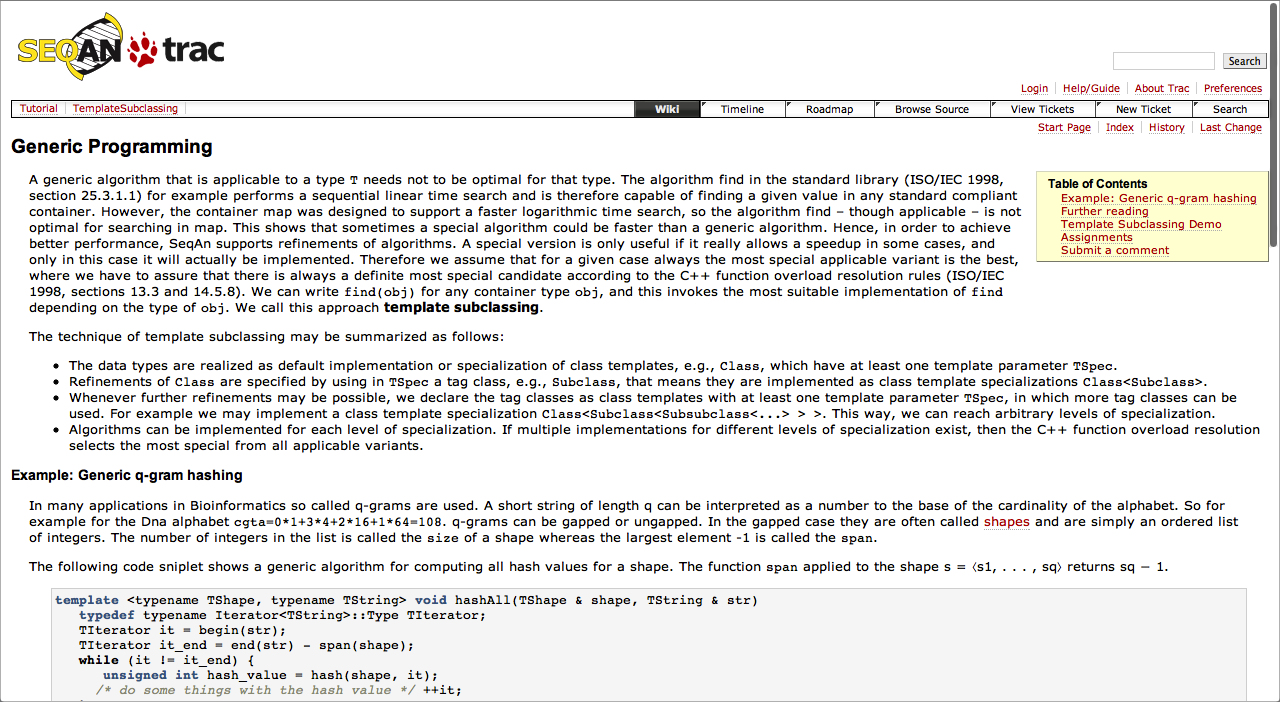 SEQAN trac
Search
Login Help/Guide About Trac Preferences
Tutorial TemplateSubclassing Wiki Timeline Roadmap Browse Source View Tickets New Ticket Search
Start Page Index History Last Change
Generic Programming
A generic algorithm that is applicable to a type T needs not to be optimal for that type. The algorithm find in the standard library (ISO/IEC 1998,
section 25.3.1.1) for example performs a sequential linear time search and is therefore capable of finding a given value in any standard compliant
container. However, the container map was designed to support a faster logarithmic time search, so the algorithm find – though applicable – is not
optimal for searching in map. This shows that sometimes a special algorithm could be faster than a generic algorithm. Hence, in order to achieve
better performance, SeqAn supports refinements of algorithms. A special version is only useful if it really allows a speedup in some cases, and
only in this case it will actually be implemented. Therefore we assume that for a given case always the most special applicable variant is the best,
where we have to assure that there is always a definite most special candidate according to the C++ function overload resolution rules (ISO/IEC
1998, sections 13.3 and 14.5.8). We can write find(obj) for any container type obj, and this invokes the most suitable implementation of find
depending on the type of obj. We call this approach template subclassing.
Table of Contents
Example: Generic q-gram hashing
Further reading
Template Subclassing Demo
Assignments
Submit a comment
The technique of template subclassing may be summarized as follows:
• The data types are realized as default implementation or specialization of class templates, e.g., Class, which have at least one template parameter TSpec.
• Refinements of Class are specified by using in TSpec a tag class, e.g., Subclass, that means they are implemented as class template specializations Class<Subclass>.
• Whenever further refinements may be possible, we declare the tag classes as class templates with at least one template parameter TSpec, in which more tag classes can be
used. For example we may implement a class template specialization Class<Subclass<Subsubclass<...> > >. This way, we can reach arbitrary levels of specialization.
• Algorithms can be implemented for each level of specialization. If multiple implementations for different levels of specialization exist, then the C++ function overload resolution
selects the most special from all applicable variants.
Example: Generic q-gram hashing
In many applications in Bioinformatics so called q-grams are used. A short string of length q can be interpreted as a number to the base of the cardinality of the alphabet. So for
example for the Dna alphabet cgta=0*1+3*4+2*16+1*64=108. q-grams can be gapped or ungapped. In the gapped case they are often called shapes and are simply an ordered list
of integers. The number of integers in the list is called the size of a shape whereas the largest element -1 is called the span.
The following code sniplet shows a generic algorithm for computing all hash values for a shape. The function span applied to the shape s = ⟨s1, . . . , sq⟩ returns sq − 1.
template <typename TShape, typename TString> void hashAll(TShape & shape, TString & str)
typedef typename Iterator<TString>::Type TIterator;
TIterator it = begin(str);
TIterator it_end = end(str) - span(shape);
while (it != it_end) {
unsigned int hash_value = hash(shape, it);
/* do some things with the hash value */ ++it;